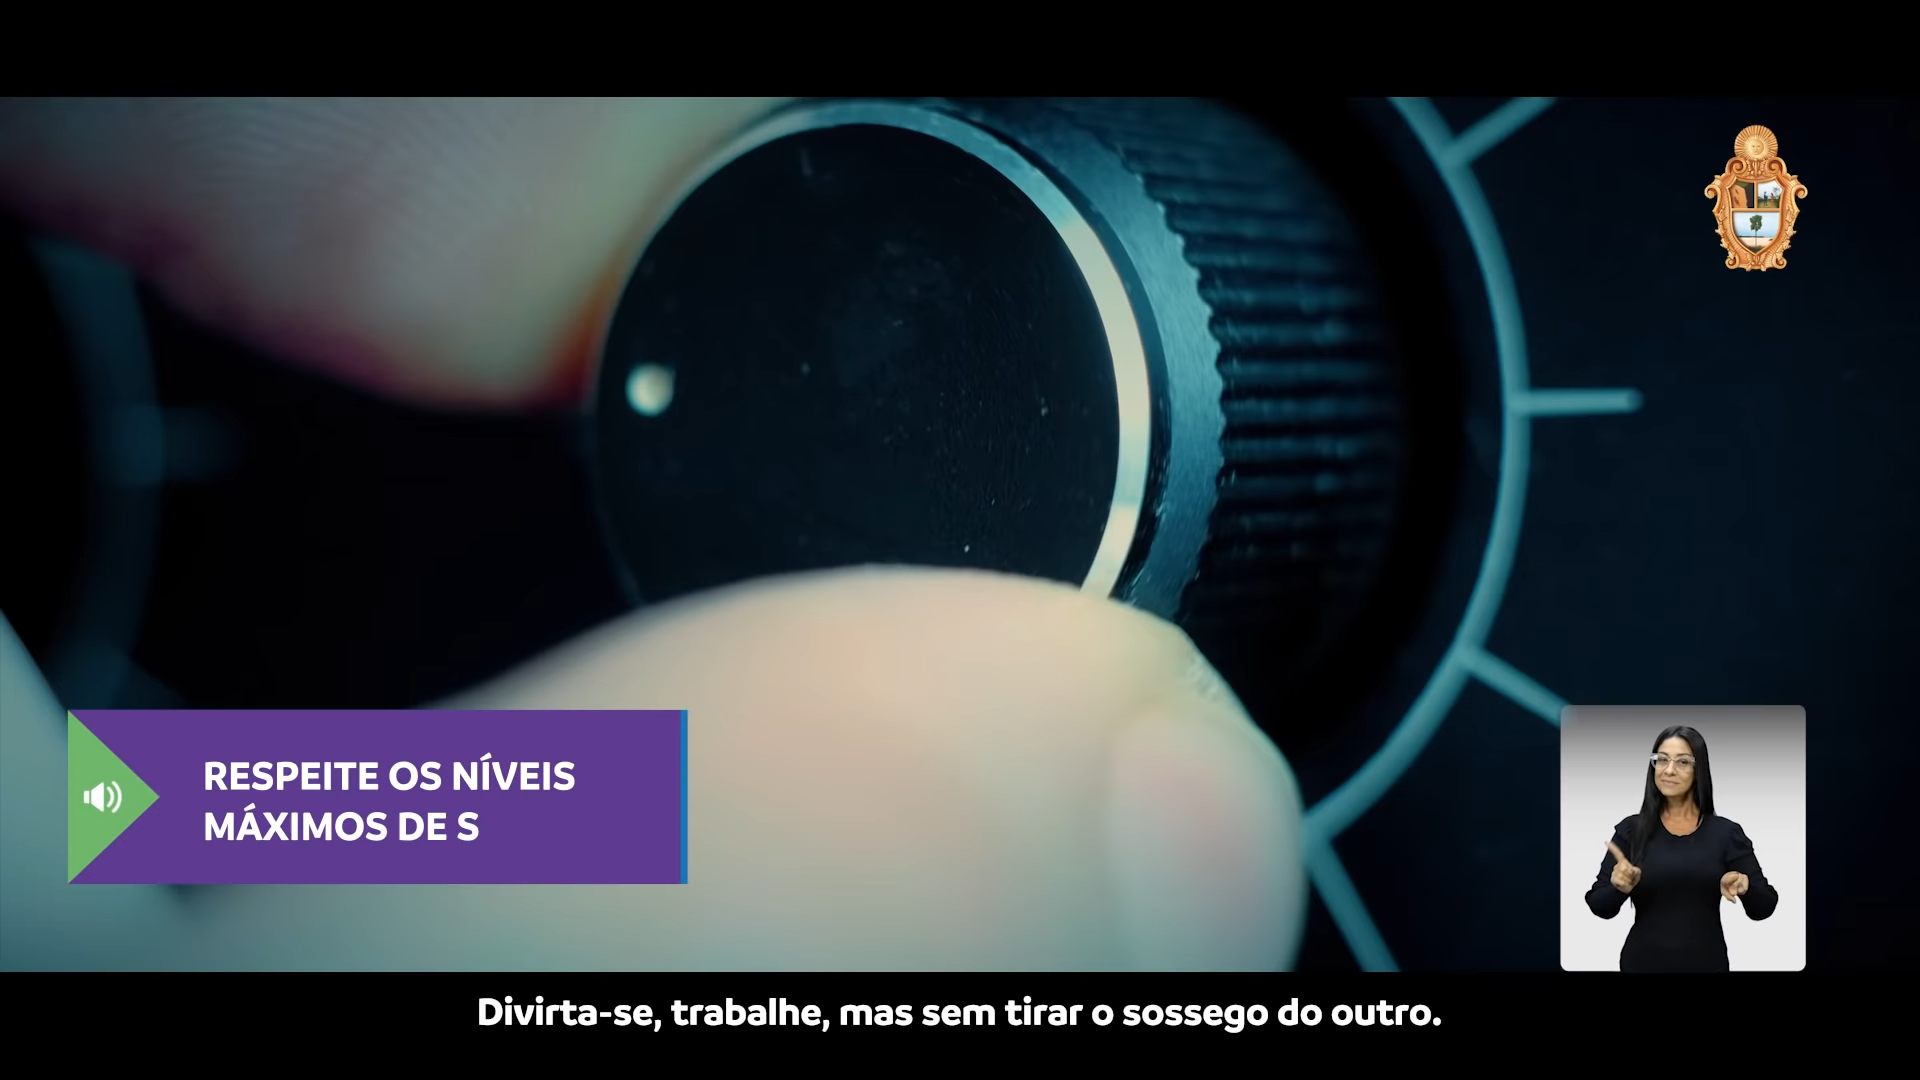 RESPEITE OS NÍVEIS
MÁXIMOS DE S
Divirta-se, trabalhe, mas sem tirar o sossego do outro.